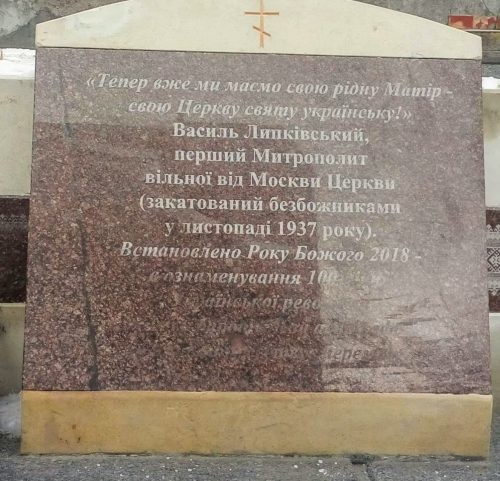 «Тепер вже ми маємо свою рідну Матір -
свою Церкву святу українську!»
Василь Липківський,
перший Митрополит
вільної від Москви Церкви
(закатований безбожниками
у листопаді 1937 року).
Встановлено Року Божого 2018 -
в ознаменування 100